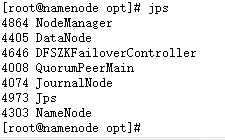 [root@namenode opt]# jps
4864 NodeManager
4405 DataNode
4646 DFSZKFailoverController
4008 QuorumPeerMain
4074 JournalNode
4973 Jps
4303 NameNode
[root@namenode opt]#